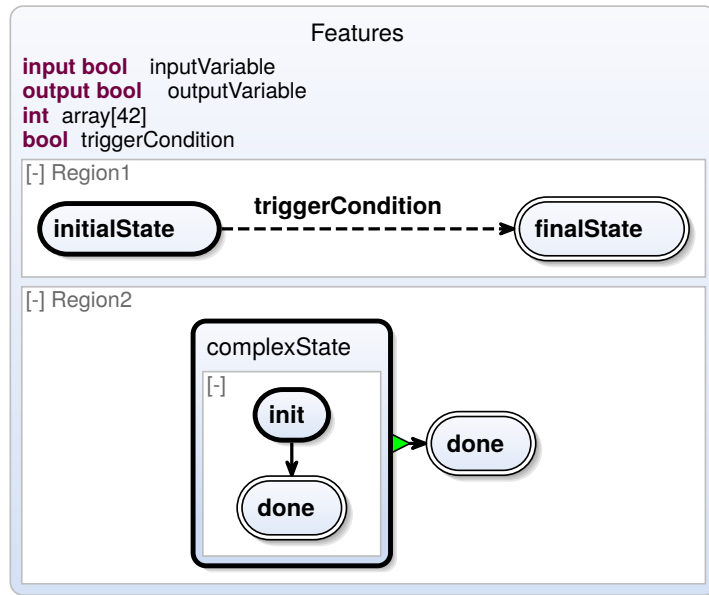 Features
input bool inputVariable
output bool outputVariable
int array[42]
bool triggerCondition
[-] Region1
initialState
triggerCondition
finalState
[-] Region2
complexState
[-]
init
done
done